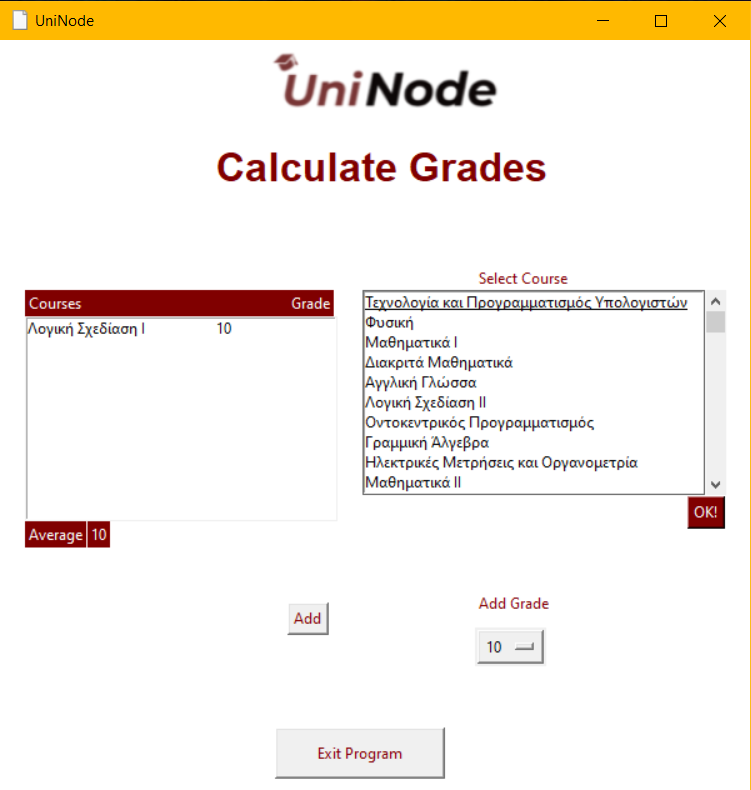 UniNode
UniNode
Calculate Grades
Select Course
Courses Grade
Λογική Σχεδίαση Ι 10
Average 10
Τεχνολογία και Προγραμματισμός Υπολογιστών
Φυσική
Μαθηματικά Ι
Διακριτά Μαθηματικά
Αγγλική Γλώσσα
Λογική Σχεδίαση ΙΙ
Οντοκεντρικός Προγραμματισμός
Γραμμική Άλγεβρα
Ηλεκτρικές Μετρήσεις και Οργανομετρία
Μαθηματικά ΙΙ
OK!
Add
Add Grade
10
Exit Program